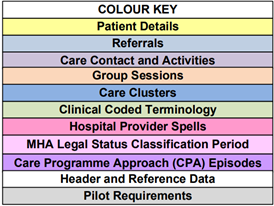 COLOUR KEY
Patient Details
Referrals
Care Contact and Activities
Group Sessions
Care Clusters
Clinical Coded Terminology
Hospital Provider Spells
MHA Legal Status Classification Period
Care Programme Approach (CPA) Episodes
Header and Reference Data
Pilot Requirements